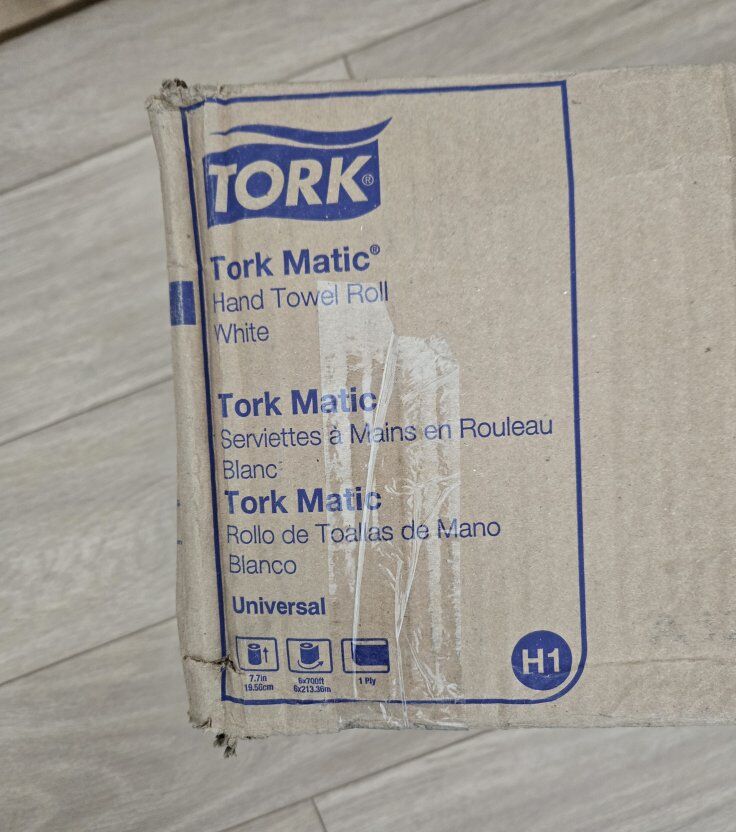 TORK®
Tork Matic®
Hand Towel Roll
White
Tork Matic
Serviettes à Mains en Rouleau
Blanc
Tork Matic
Rollo de Toallas de Mano
Blanco
Universal
7.7in
19.56cm
6x700ft
6x213.36m
1 Ply
H1